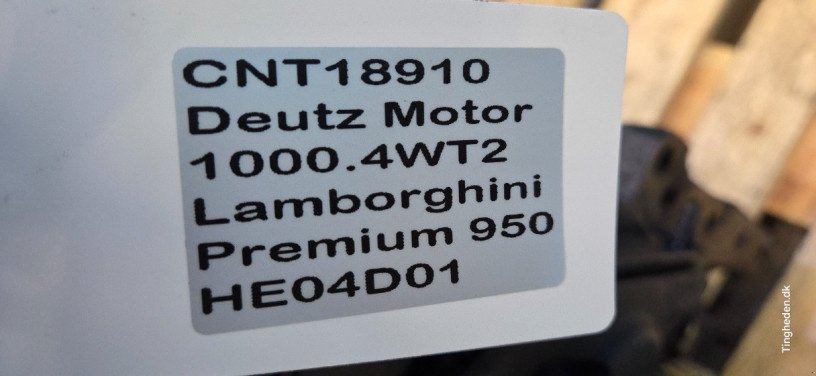 CNT18910
Deutz Motor
1000.4WT2
Lamborghini
Premium 950
HE04D01
Tingheden.dk